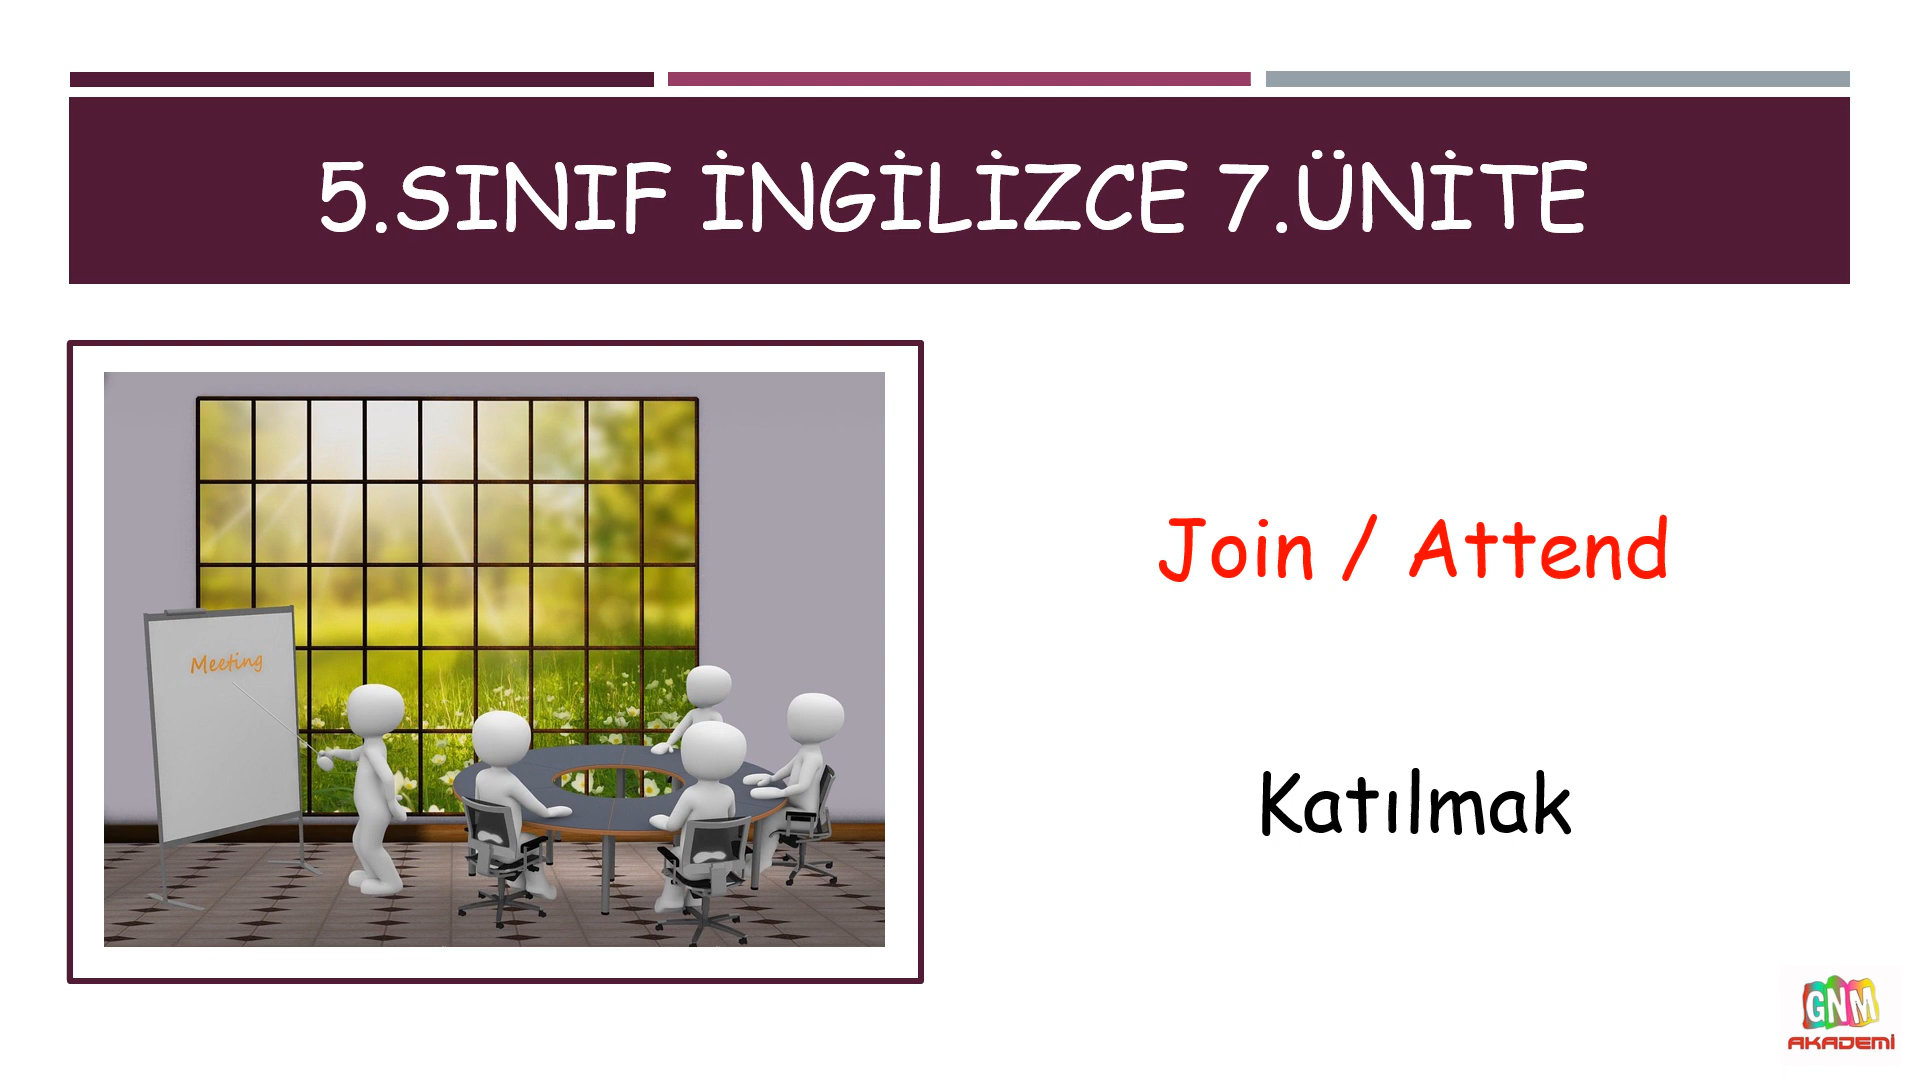 5.SINIF İNGİLİZCE 7.ÜNİTE
Meeting
Join / Attend
Katılmak
GNM
AKADEMİ